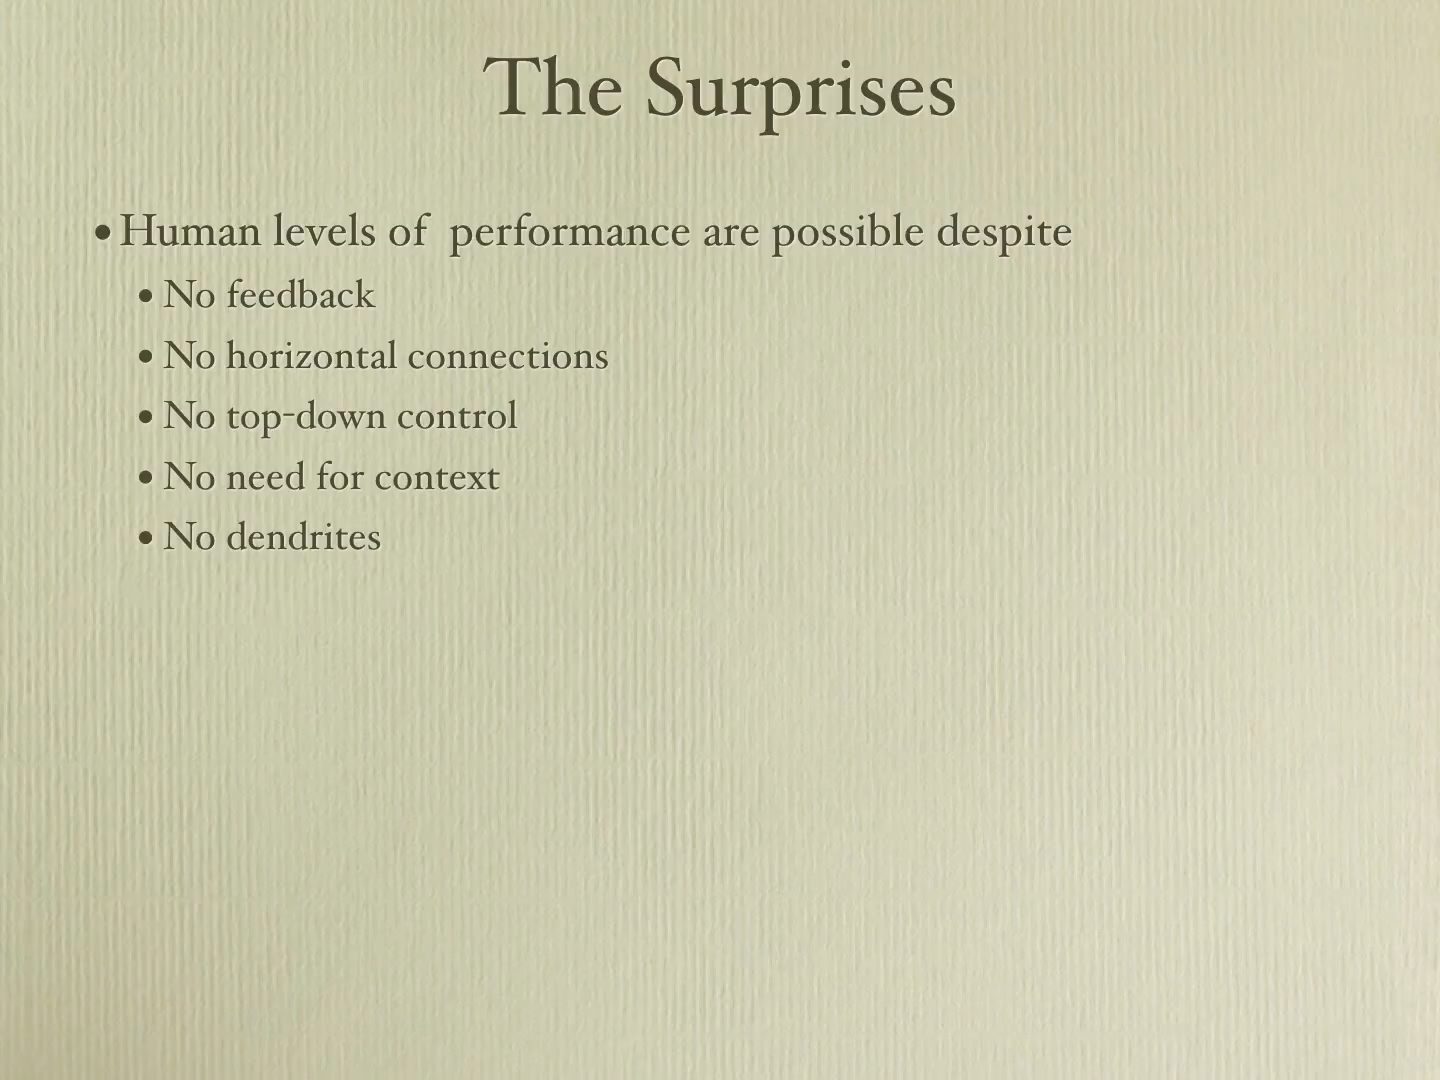 The Surprises
• Human levels of  performance are possible despite
• No feedback
• No horizontal connections
• No top-down control
• No need for context
• No dendrites